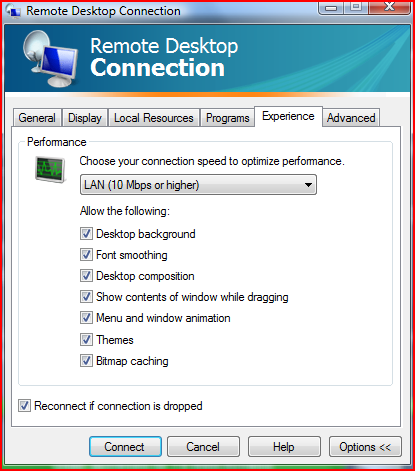 Remote Desktop Connection
Remote Desktop
Connection
General Display Local Resources Programs Experience Advanced
Performance
Choose your connection speed to optimize performance.
LAN (10 Mbps or higher)
Allow the following:
Desktop background
Font smoothing
Desktop composition
Show contents of window while dragging
Menu and window animation
Themes
Bitmap caching
Reconnect if connection is dropped
Connect Cancel Help Options <<